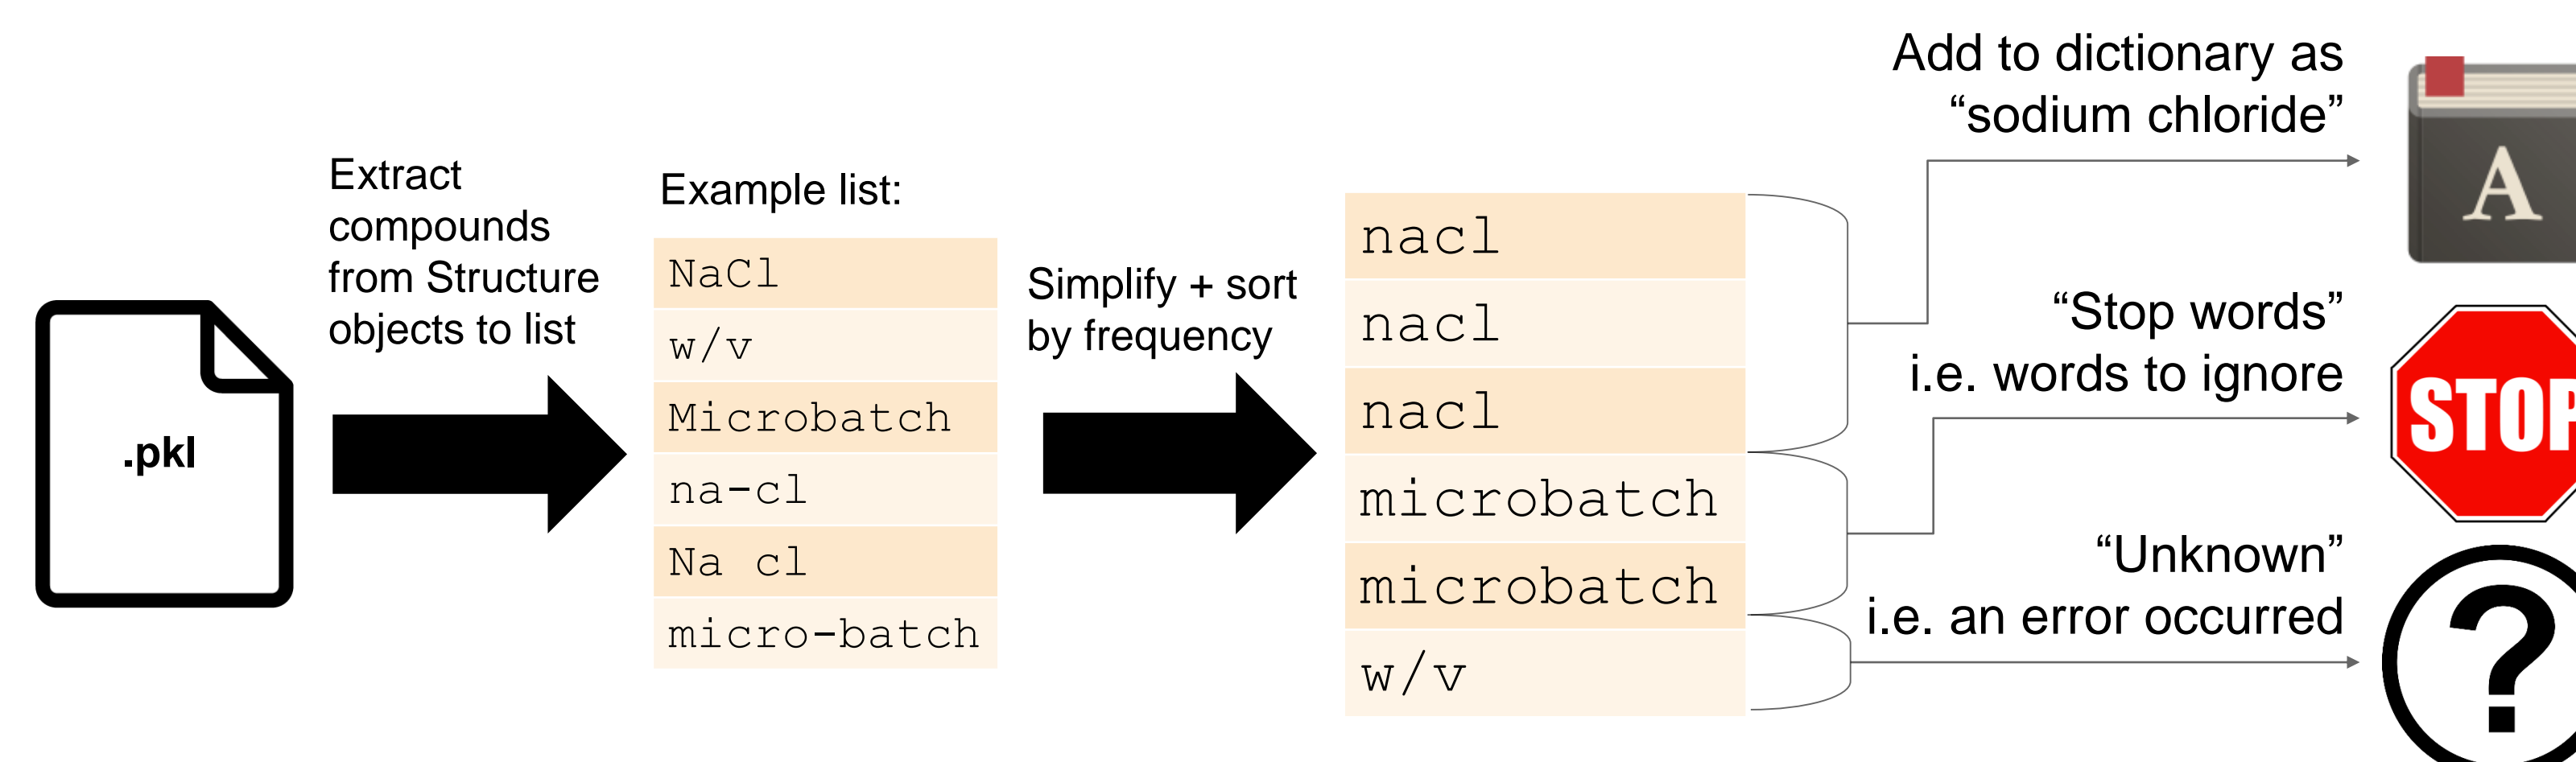 .pkl
Extract
compounds
from Structure
objects to list
Example list:
NaCl
w/v
Microbatch
na-cl
Na cl
micro-batch
Simplify + sort
by frequency
nacl
nacl
nacl
microbatch
microbatch
w/v
Add to dictionary as
“sodium chloride”
A
“Stop words”
i.e. words to ignore
STOP
“Unknown”
i.e. an error occurred
?